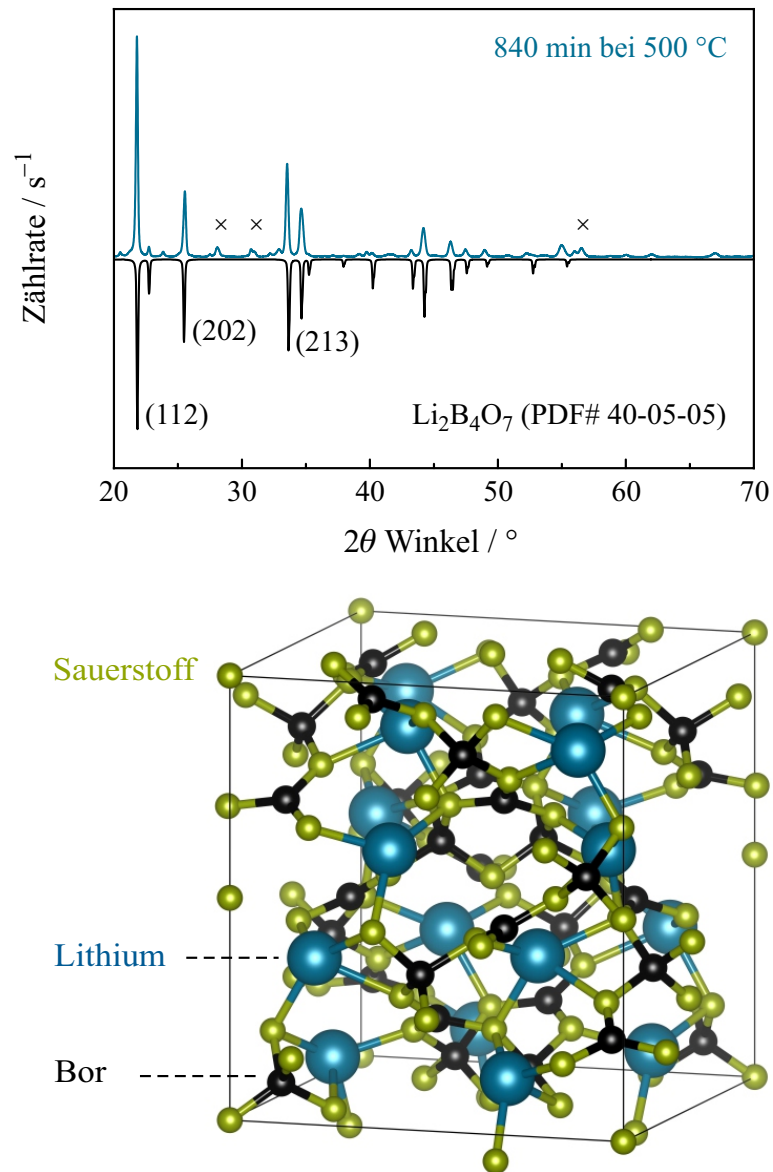 840 min bei 500 °C
Zählrate / s⁻¹
× × ×
(202) (213)
(112) Li₂B₄O₇ (PDF# 40-05-05)
20 30 40 50 60 70
2θ Winkel / °
Sauerstoff
Lithium
Bor